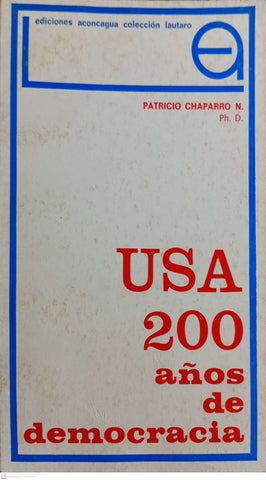 ediciones aconcagua colección lautaro
PATRICIO CHAPARRO N.
Ph. D.
USA
200
años
de
democracia